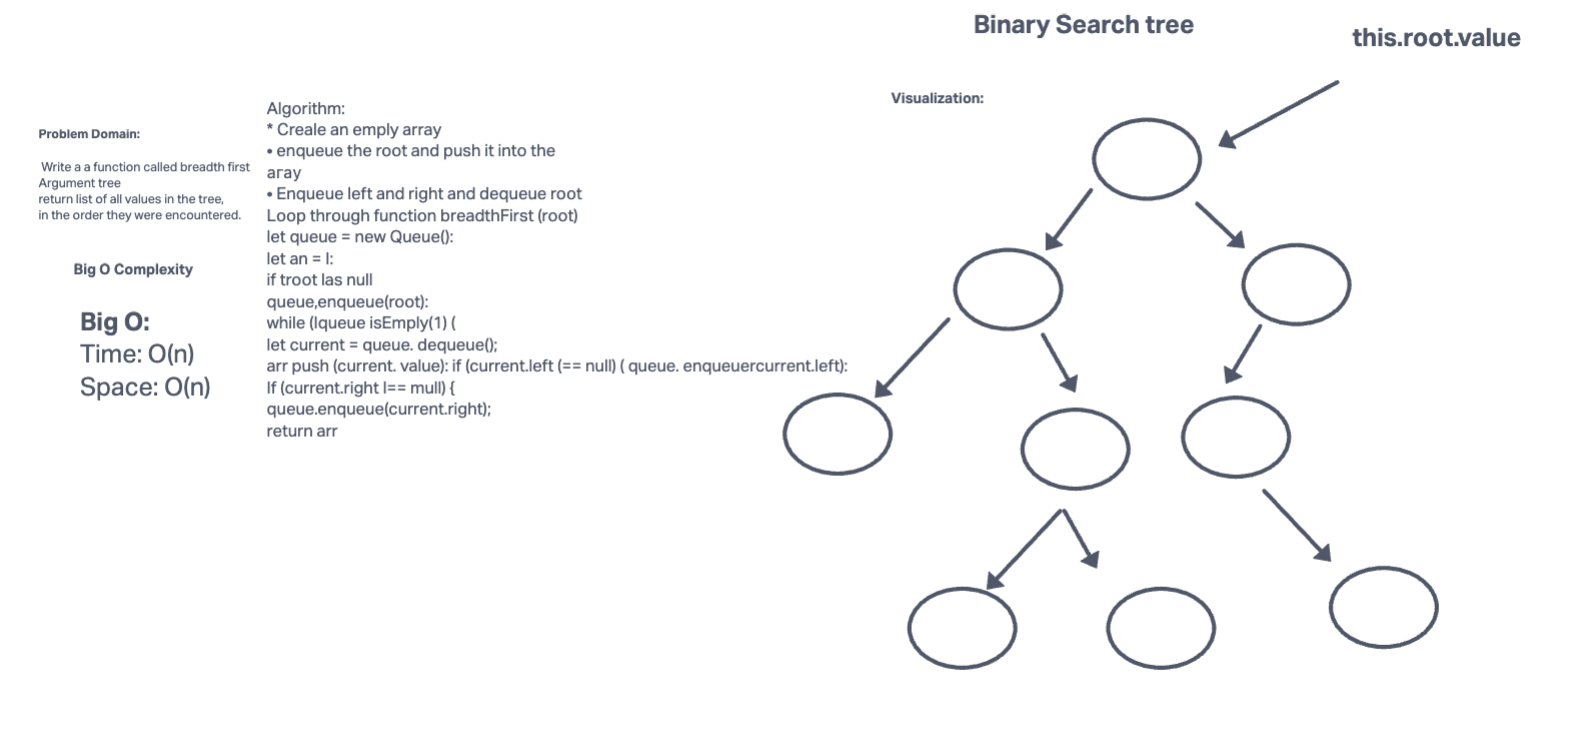 Binary Search tree
this.root.value
Visualization:
Problem Domain:
Write a a function called breadth first
Argument tree
return list of all values in the tree,
in the order they were encountered.
Big O Complexity
Big O:
Time: O(n)
Space: O(n)
Algorithm:
* Creale an emply array
• enqueue the root and push it into the
aray
• Enqueue left and right and dequeue root
Loop through function breadthFirst (root)
let queue = new Queue():
let an = l:
if troot las null
queue,enqueue(root):
while (lqueue isEmply(1) (
let current = queue. dequeue();
arr push (current. value): if (current.left (== null) ( queue. enqueuercurrent.left):
If (current.right l== mull) {
queue.enqueue(current.right);
return arr